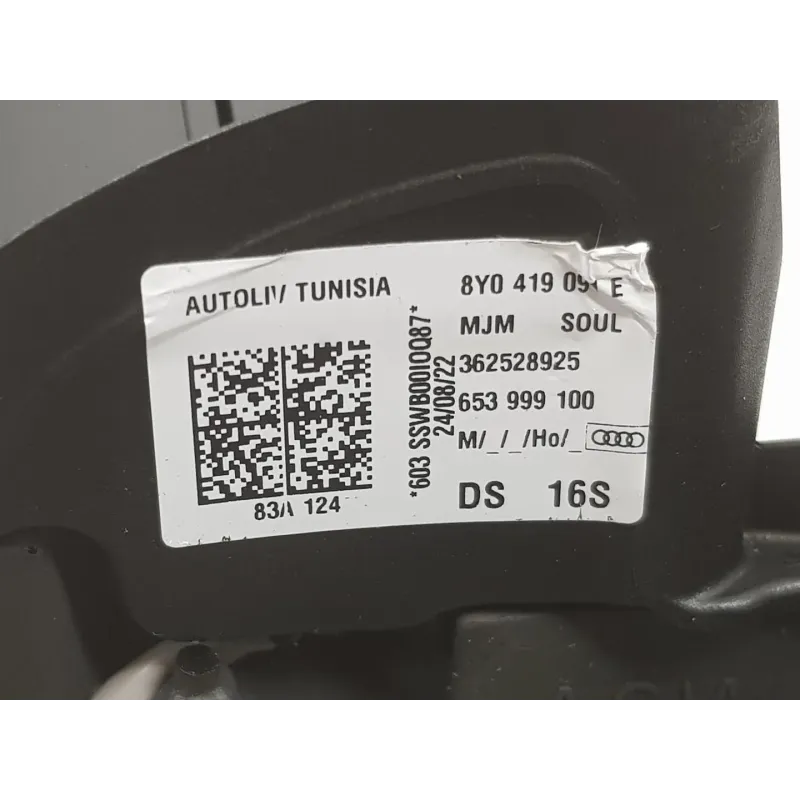 AUTOLIV TUNISIA
83A 124
*603 SSWB00I0Q87*
24/08/22
8Y0 419 091 E
MJM SOUL
362528925
653 999 100
M/_/_/Ho/_
DS 16S